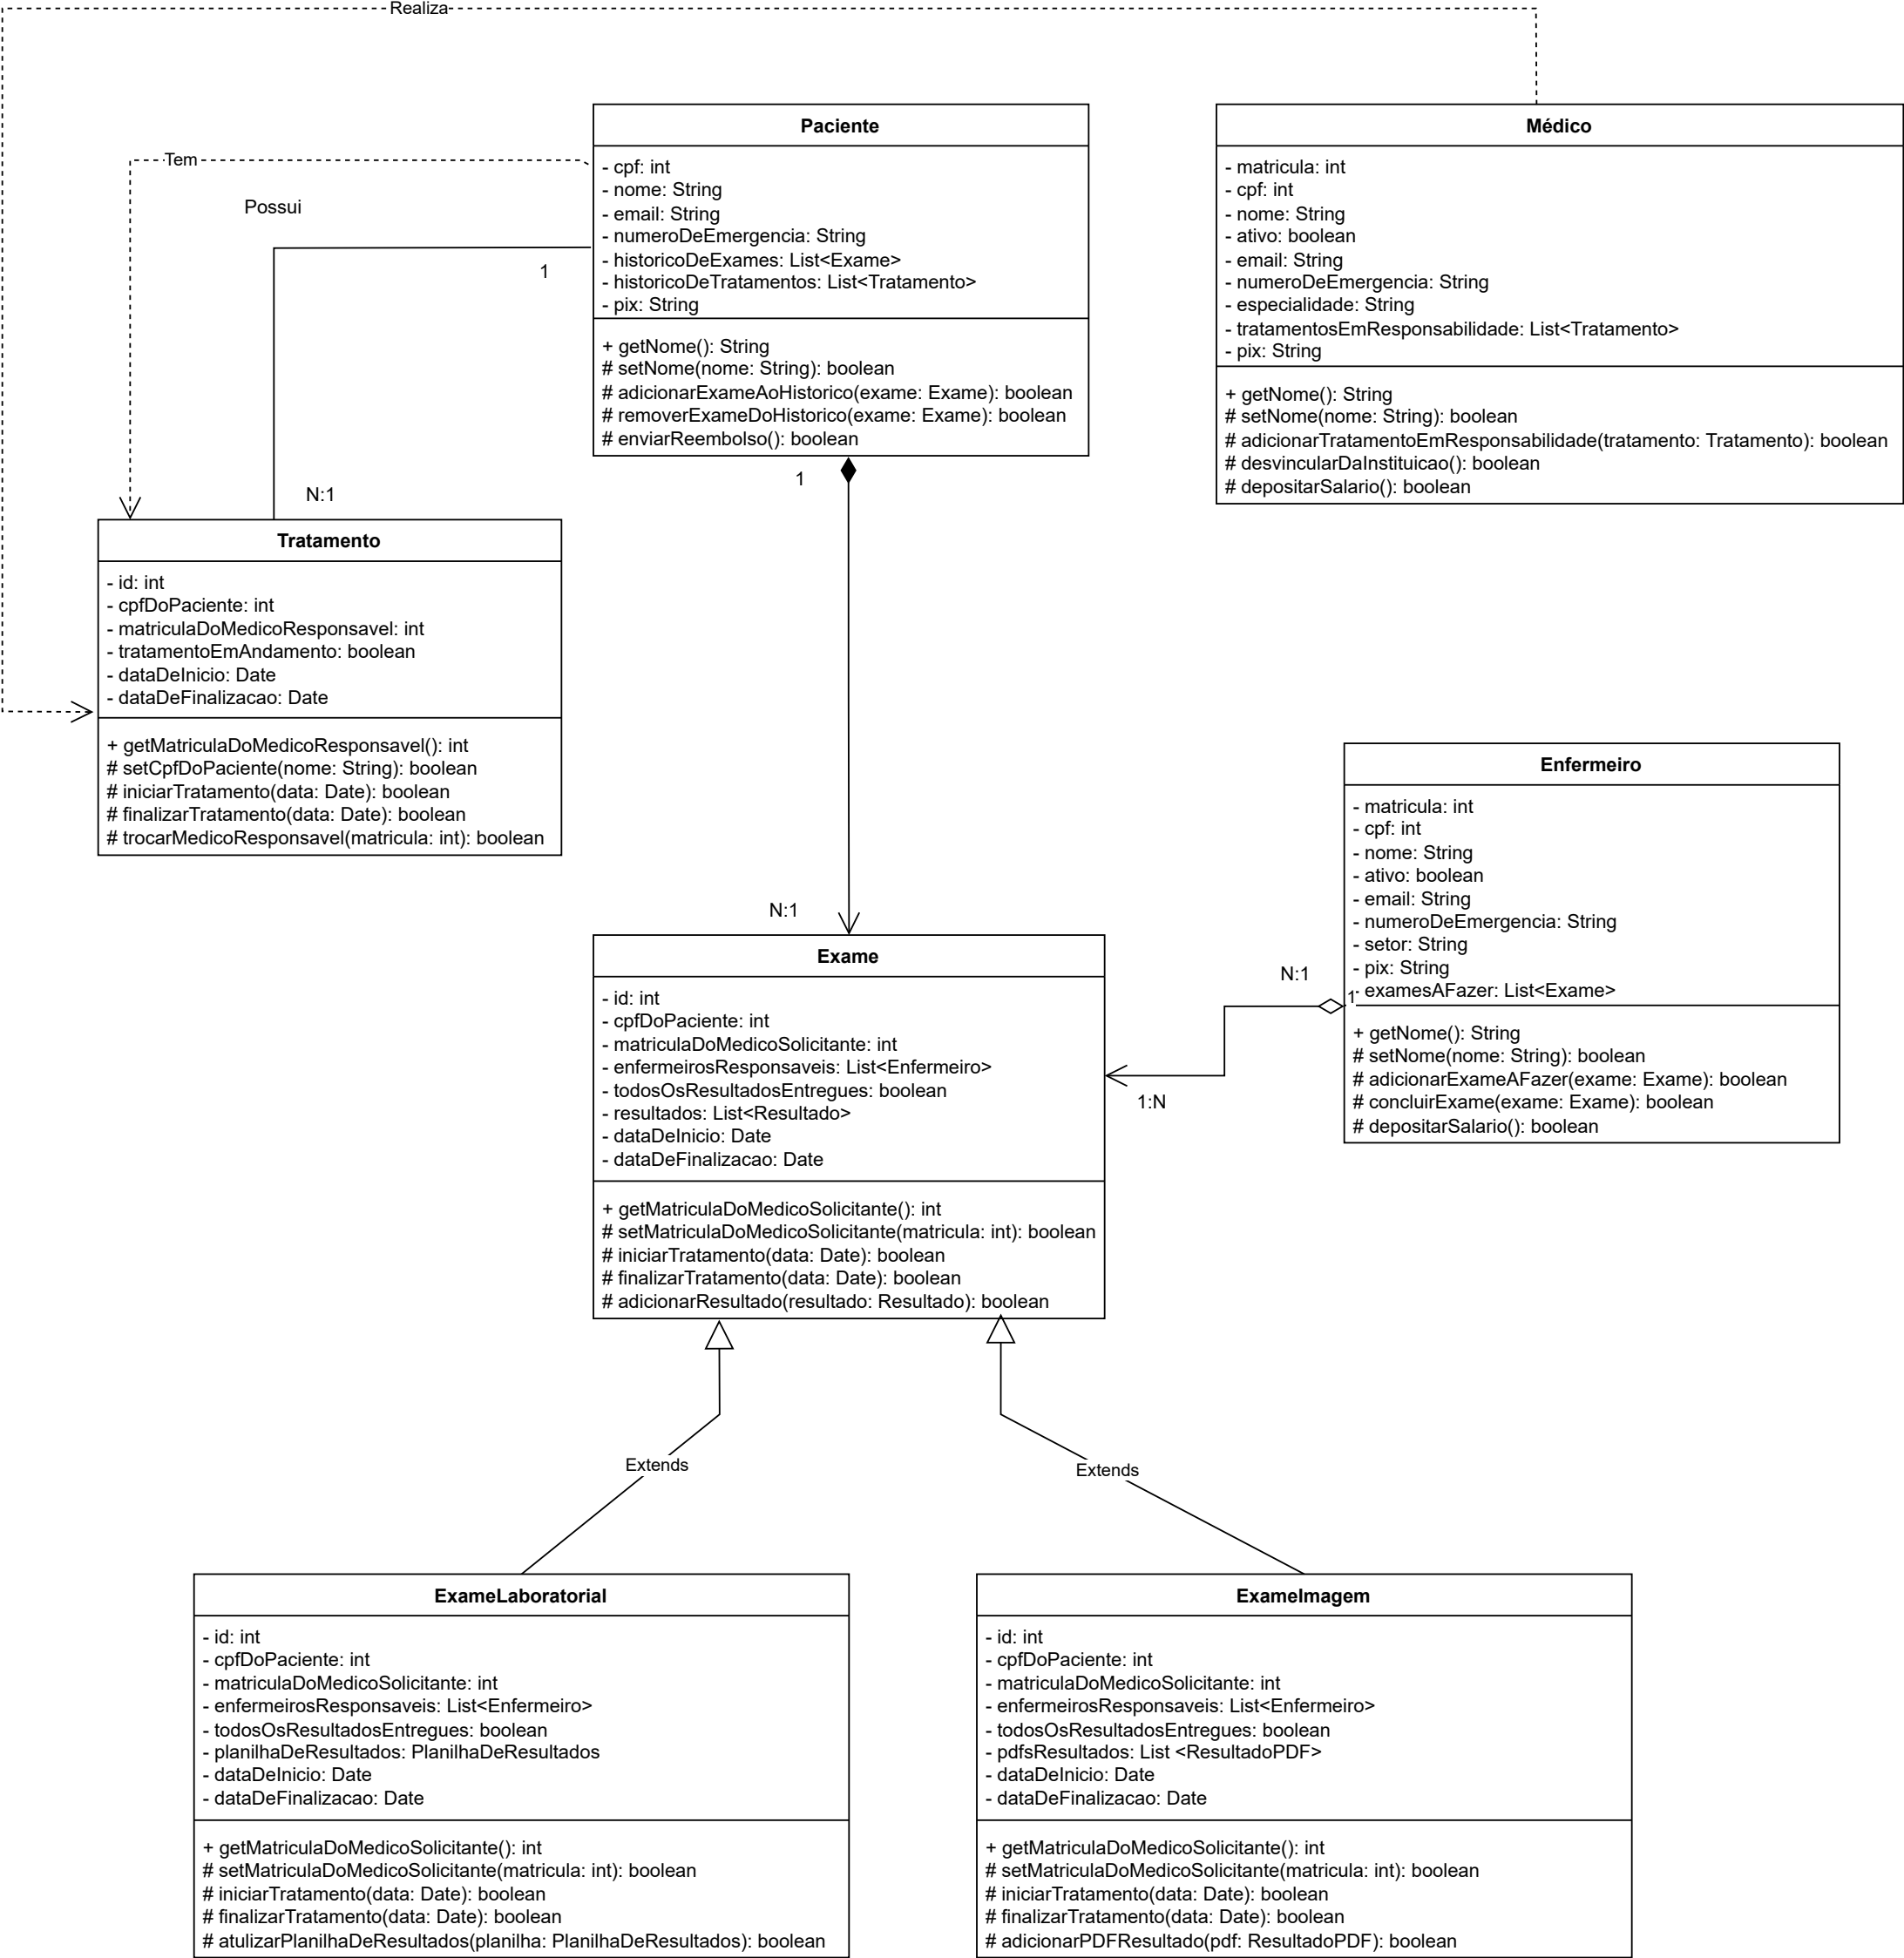 Realiza
Paciente
- cpf: int
- nome: String
- email: String
- numeroDeEmergencia: String
- historicoDeExames: List<Exame>
- historicoDeTratamentos: List<Tratamento>
- pix: String
+ getNome(): String
# setNome(nome: String): boolean
# adicionarExameAoHistorico(exame: Exame): boolean
# removerExameDoHistorico(exame: Exame): boolean
# enviarReembolso(): boolean
Médico
- matricula: int
- cpf: int
- nome: String
- ativo: boolean
- email: String
- numeroDeEmergencia: String
- especialidade: String
- tratamentosEmResponsabilidade: List<Tratamento>
- pix: String
+ getNome(): String
# setNome(nome: String): boolean
# adicionarTratamentoEmResponsabilidade(tratamento: Tratamento): boolean
# desvincularDaInstituicao(): boolean
# depositarSalario(): boolean
Tem
Possui
1
N:1
1
Tratamento
- id: int
- cpfDoPaciente: int
- matriculaDoMedicoResponsavel: int
- tratamentoEmAndamento: boolean
- dataDeInicio: Date
- dataDeFinalizacao: Date
+ getMatriculaDoMedicoResponsavel(): int
# setCpfDoPaciente(nome: String): boolean
# iniciarTratamento(data: Date): boolean
# finalizarTratamento(data: Date): boolean
# trocarMedicoResponsavel(matricula: int): boolean
Enfermeiro
- matricula: int
- cpf: int
- nome: String
- ativo: boolean
- email: String
- numeroDeEmergencia: String
- setor: String
- pix: String
- examesAFazer: List<Exame>
+ getNome(): String
# setNome(nome: String): boolean
# adicionarExameAFazer(exame: Exame): boolean
# concluirExame(exame: Exame): boolean
# depositarSalario(): boolean
N:1
N:1
1
1:N
Exame
- id: int
- cpfDoPaciente: int
- matriculaDoMedicoSolicitante: int
- enfermeirosResponsaveis: List<Enfermeiro>
- todosOsResultadosEntregues: boolean
- resultados: List<Resultado>
- dataDeInicio: Date
- dataDeFinalizacao: Date
+ getMatriculaDoMedicoSolicitante(): int
# setMatriculaDoMedicoSolicitante(matricula: int): boolean
# iniciarTratamento(data: Date): boolean
# finalizarTratamento(data: Date): boolean
# adicionarResultado(resultado: Resultado): boolean
Extends
Extends
ExameLaboratorial
- id: int
- cpfDoPaciente: int
- matriculaDoMedicoSolicitante: int
- enfermeirosResponsaveis: List<Enfermeiro>
- todosOsResultadosEntregues: boolean
- planilhaDeResultados: PlanilhaDeResultados
- dataDeInicio: Date
- dataDeFinalizacao: Date
+ getMatriculaDoMedicoSolicitante(): int
# setMatriculaDoMedicoSolicitante(matricula: int): boolean
# iniciarTratamento(data: Date): boolean
# finalizarTratamento(data: Date): boolean
# atulizarPlanilhaDeResultados(planilha: PlanilhaDeResultados): boolean
ExameImagem
- id: int
- cpfDoPaciente: int
- matriculaDoMedicoSolicitante: int
- enfermeirosResponsaveis: List<Enfermeiro>
- todosOsResultadosEntregues: boolean
- pdfsResultados: List <ResultadoPDF>
- dataDeInicio: Date
- dataDeFinalizacao: Date
+ getMatriculaDoMedicoSolicitante(): int
# setMatriculaDoMedicoSolicitante(matricula: int): boolean
# iniciarTratamento(data: Date): boolean
# finalizarTratamento(data: Date): boolean
# adicionarPDFResultado(pdf: ResultadoPDF): boolean